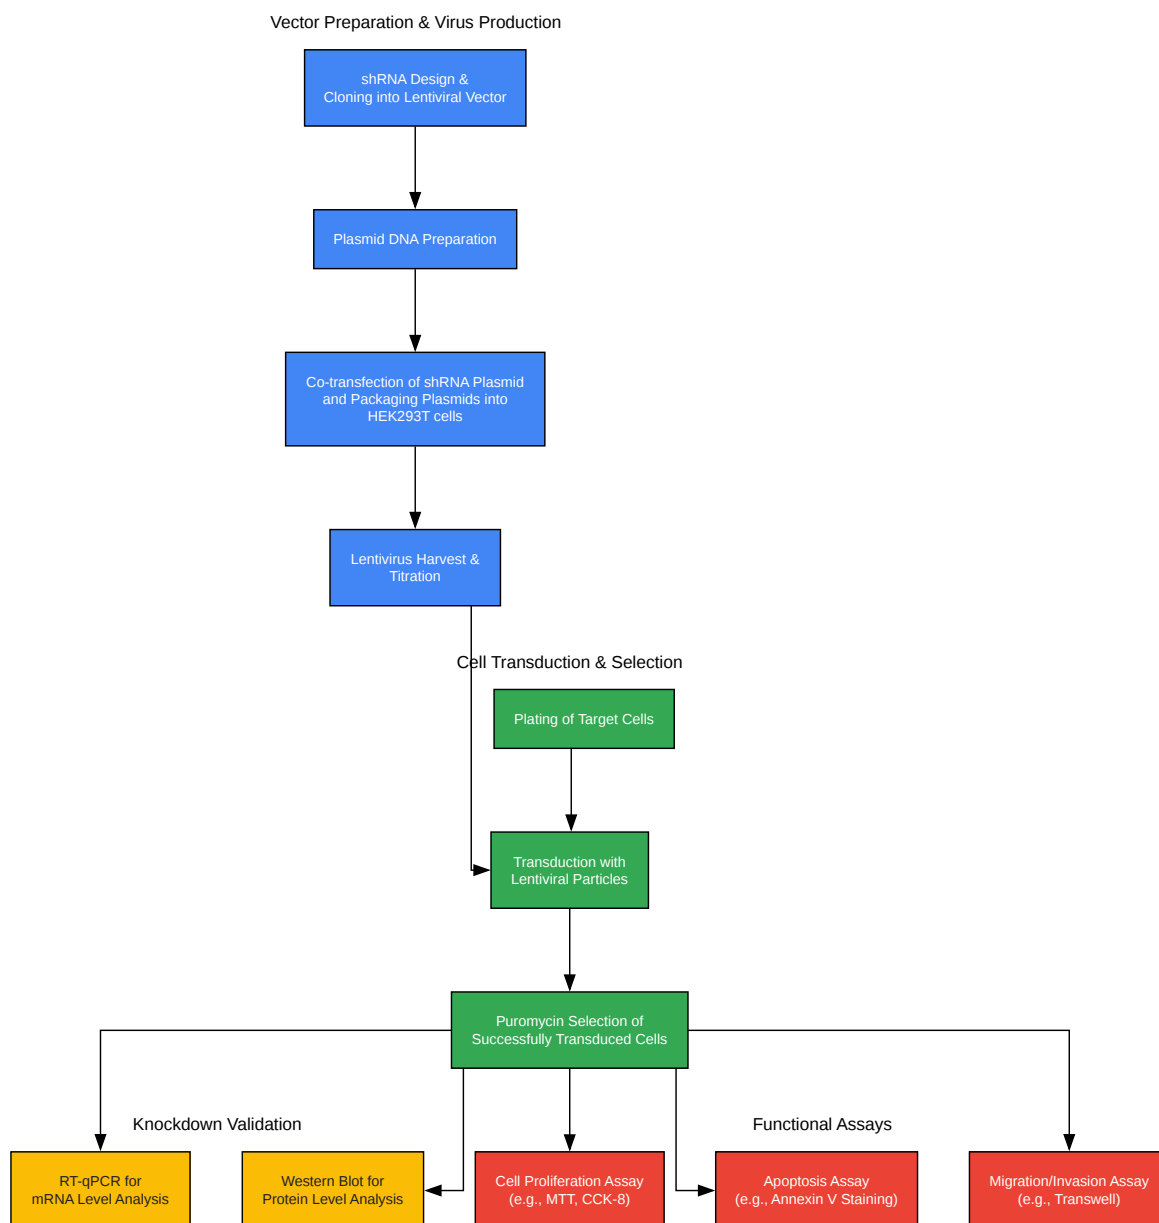 Vector Preparation & Virus Production
shRNA Design &
Cloning into Lentiviral Vector
Plasmid DNA Preparation
Co-transfection of shRNA Plasmid
and Packaging Plasmids into
HEK293T cells
Lentivirus Harvest &
Titration
Cell Transduction & Selection
Plating of Target Cells
Transduction with
Lentiviral Particles
Puromycin Selection of
Successfully Transduced Cells
Knockdown Validation
Functional Assays
RT-qPCR for
mRNA Level Analysis
Western Blot for
Protein Level Analysis
Cell Proliferation Assay
(e.g., MTT, CCK-8)
Apoptosis Assay
(e.g., Annexin V Staining)
Migration/Invasion Assay
(e.g., Transwell)